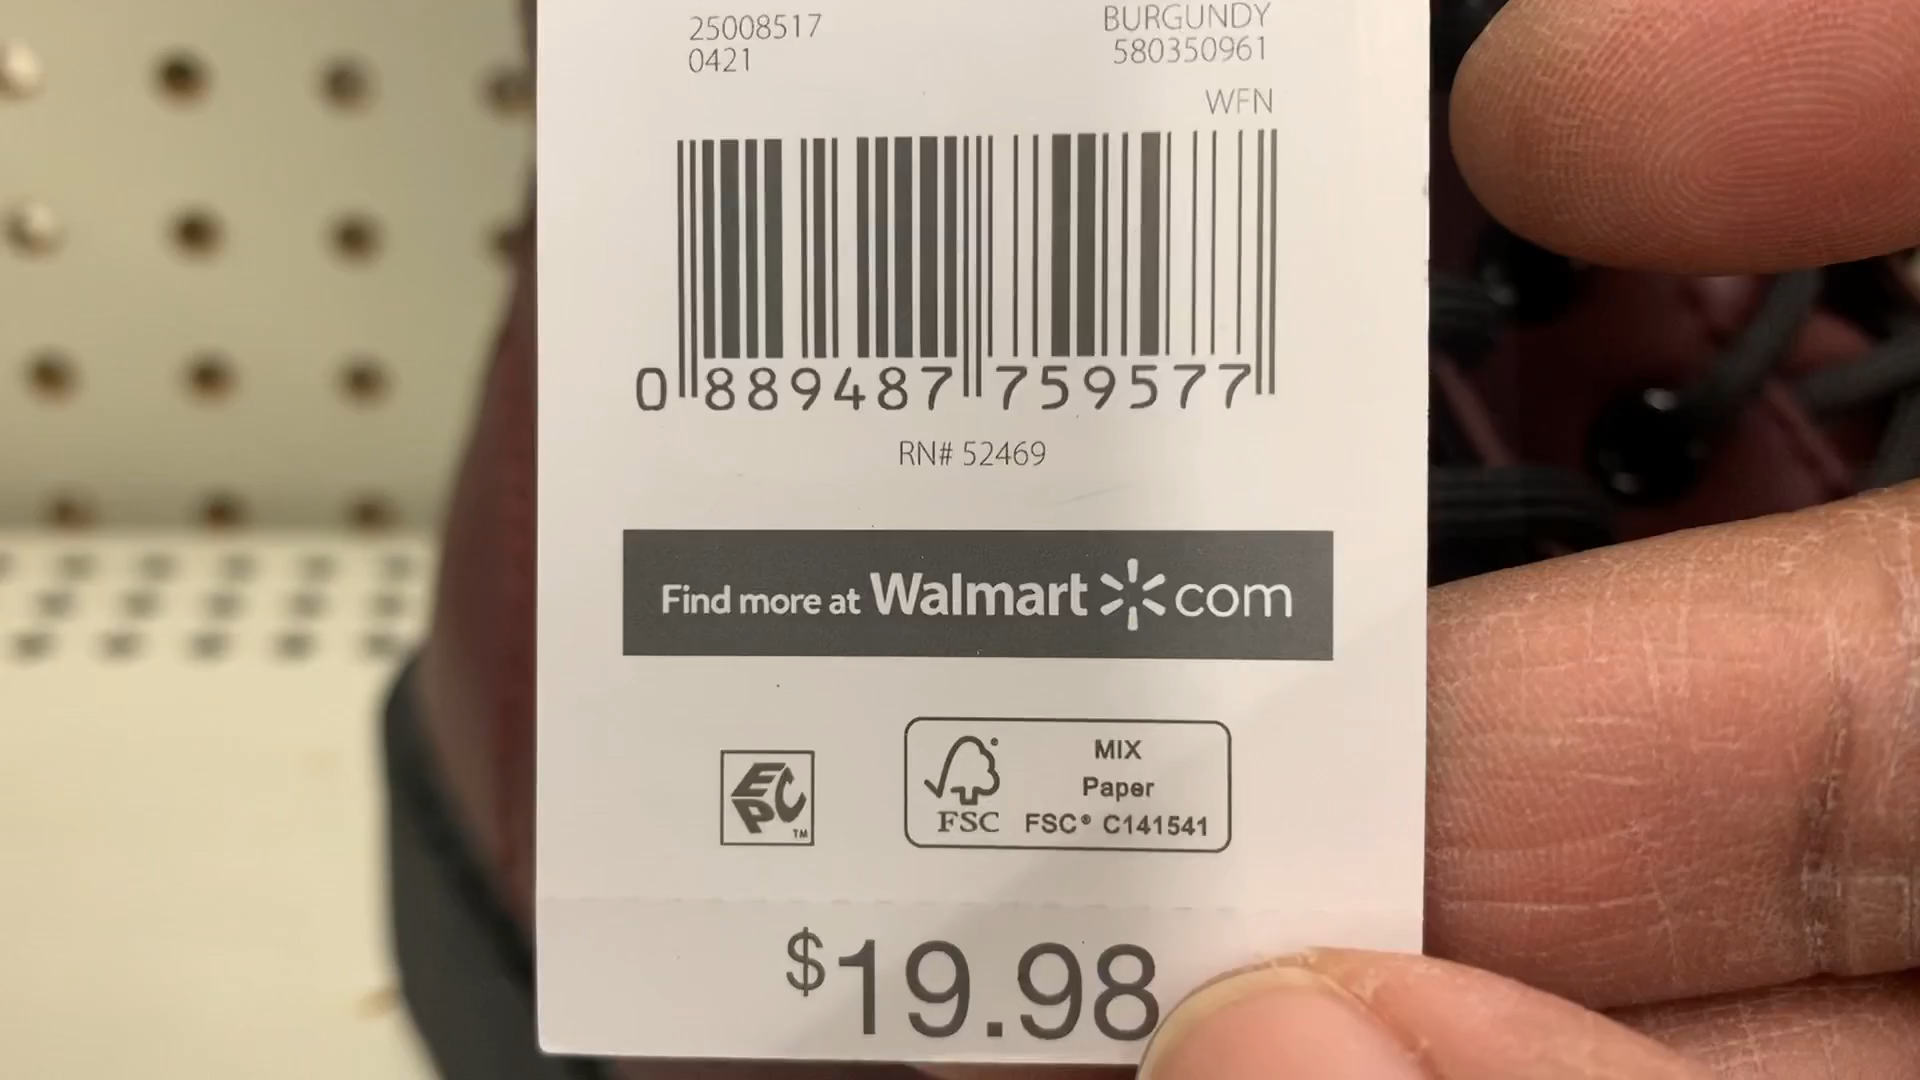 25008517 BURGUNDY
0421 580350961
WFN
0 889487 759577
RN# 52469
Find more at Walmart com
EPC TM
MIX
Paper
FSC FSC® C141541
$19.98